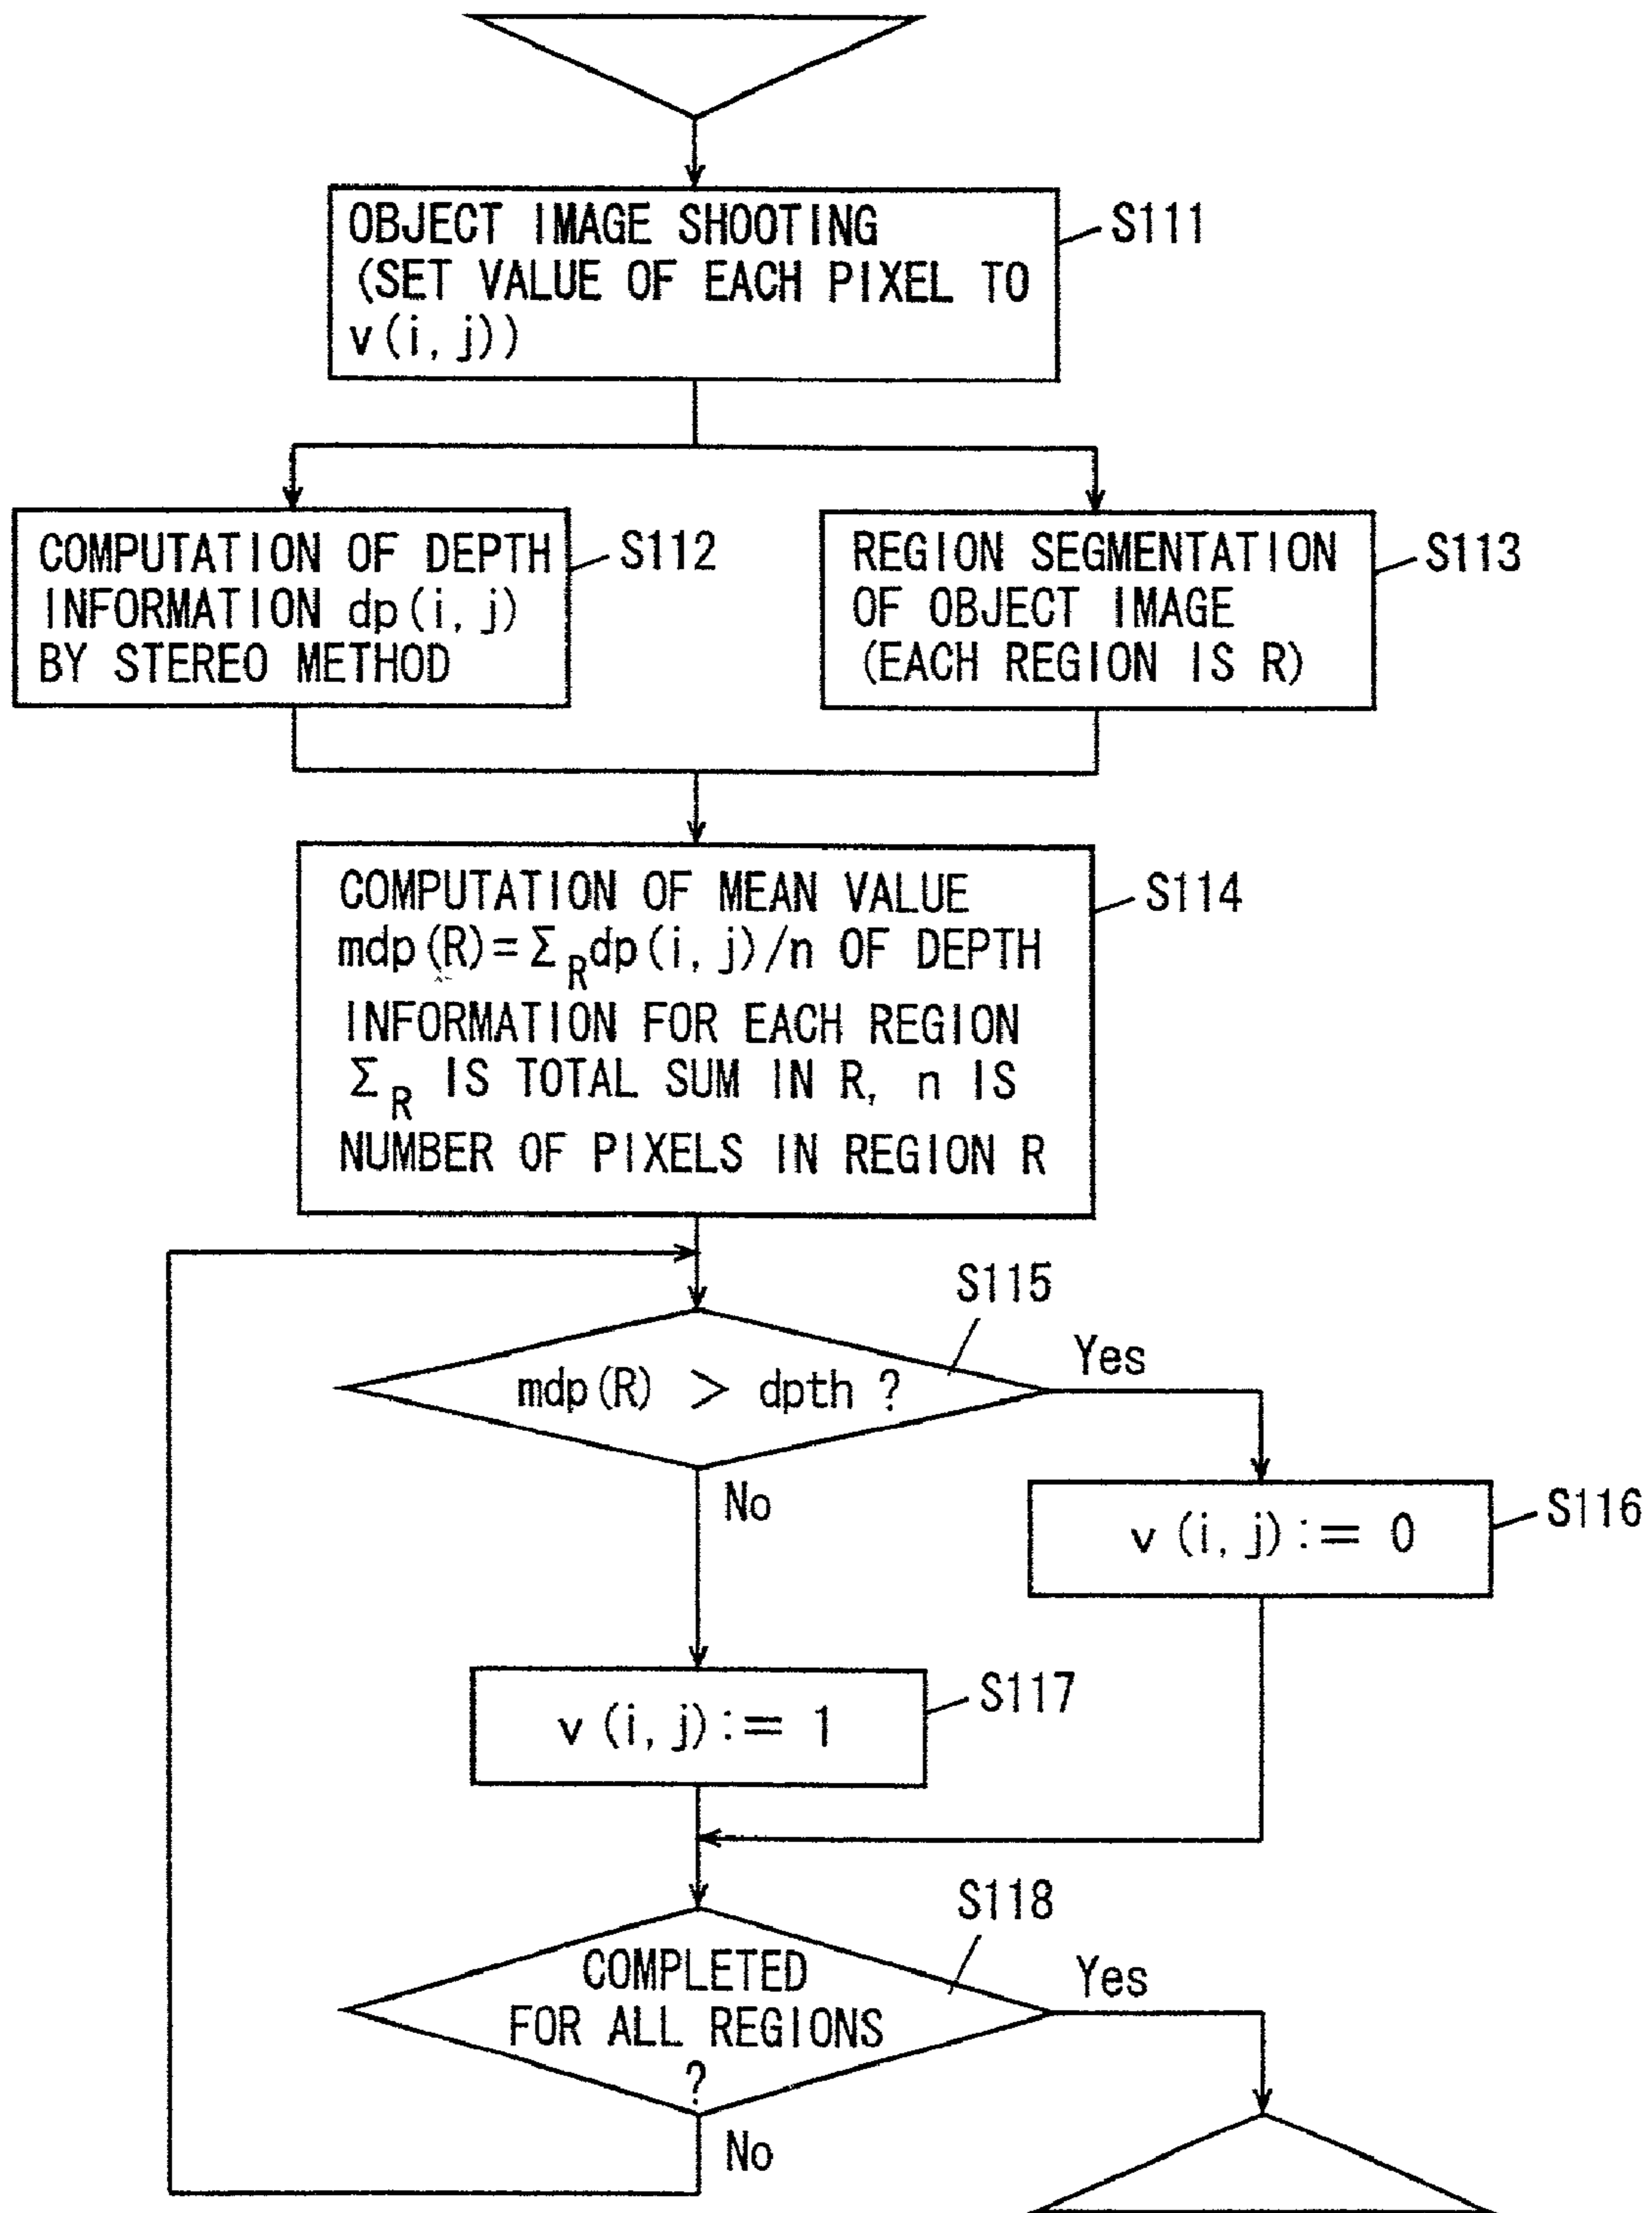 OBJECT IMAGE SHOOTING
(SET VALUE OF EACH PIXEL TO
v(i, j))
S111
COMPUTATION OF DEPTH
INFORMATION dp(i, j)
BY STEREO METHOD
S112
REGION SEGMENTATION
OF OBJECT IMAGE
(EACH REGION IS R)
S113
COMPUTATION OF MEAN VALUE
mdp(R)=Σ_R dp(i, j)/n OF DEPTH
INFORMATION FOR EACH REGION
Σ_R IS TOTAL SUM IN R, n IS
NUMBER OF PIXELS IN REGION R
S114
S115
mdp(R) > dpth ?
Yes
No
v(i, j):= 0
S116
v(i, j):= 1
S117
S118
COMPLETED
FOR ALL REGIONS
?
Yes
No